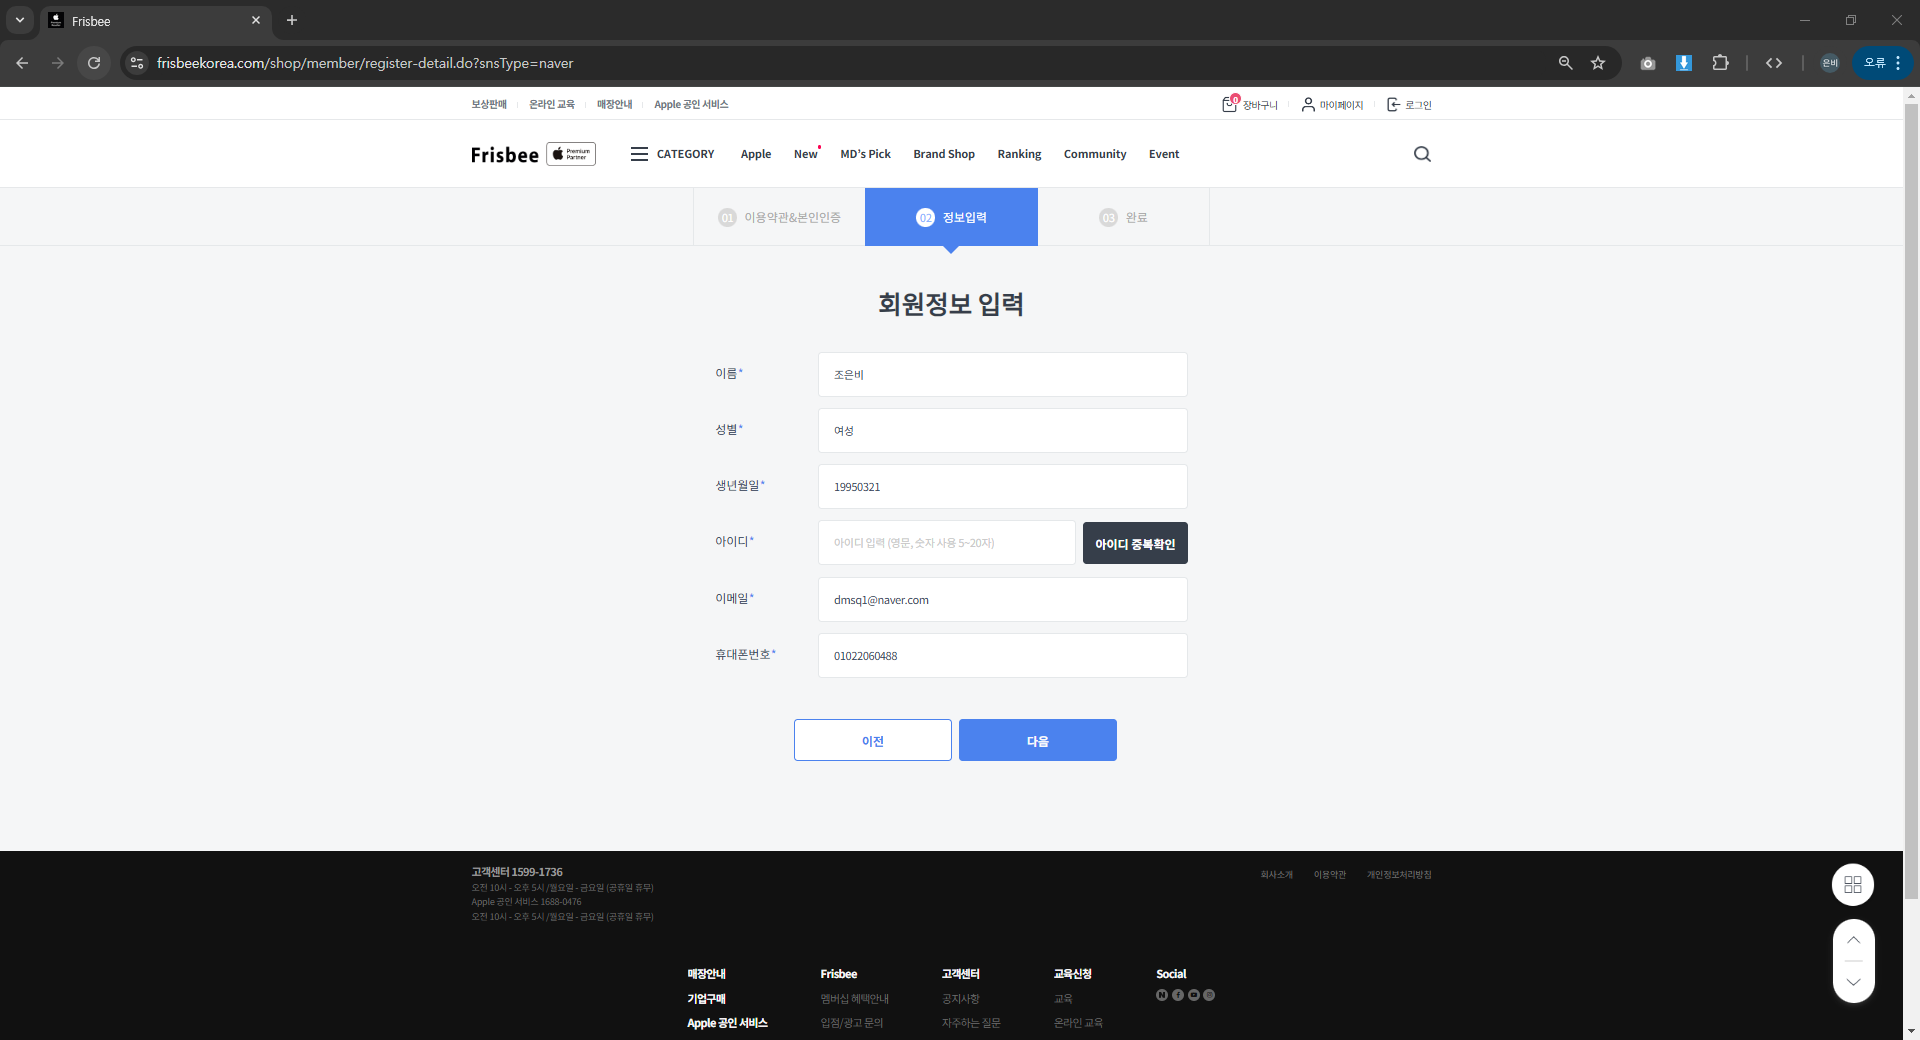 Frisbee
frisbeekorea.com/shop/member/register-detail.do?snsType=naver
은비
오류
보상판매
온라인 교육
매장안내
Apple 공인 서비스
0
장바구니
마이페이지
로그인
Frisbee
Premium
Partner
CATEGORY
Apple
New
MD's Pick
Brand Shop
Ranking
Community
Event
01 이용약관&본인인증
02 정보입력
03 완료
회원정보 입력
이름*
조은비
성별*
여성
생년월일*
19950321
아이디*
아이디 입력 (영문, 숫자 사용 5~20자)
아이디 중복확인
이메일*
dmsq1@naver.com
휴대폰번호*
01022060488
이전
다음
고객센터 1599-1736
오전 10시 - 오후 5시 /월요일 - 금요일 (공휴일 휴무)
Apple 공인 서비스 1688-0476
오전 10시 - 오후 5시 /월요일 - 금요일 (공휴일 휴무)
회사소개
이용약관
개인정보처리방침
매장안내
기업구매
Apple 공인 서비스
Frisbee
멤버십 혜택안내
입점/광고 문의
고객센터
공지사항
자주하는 질문
교육신청
교육
온라인 교육
Social